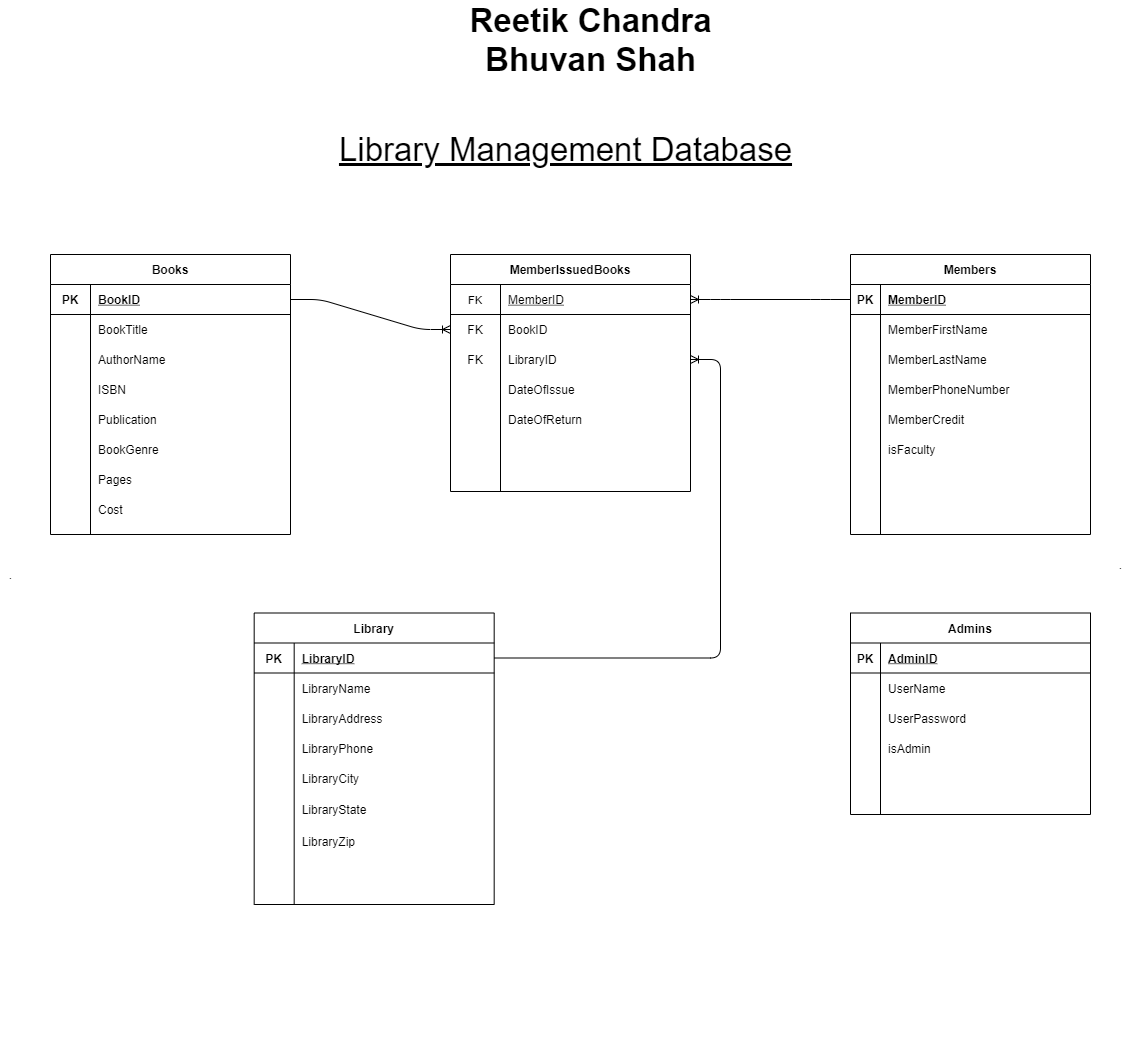 Reetik Chandra
Bhuvan Shah
Library Management Database
Books
PK BookID
BookTitle
AuthorName
ISBN
Publication
BookGenre
Pages
Cost
MemberIssuedBooks
FK MemberID
FK BookID
FK LibraryID
DateOfIssue
DateOfReturn
Members
PK MemberID
MemberFirstName
MemberLastName
MemberPhoneNumber
MemberCredit
isFaculty
Library
PK LibraryID
LibraryName
LibraryAddress
LibraryPhone
LibraryCity
LibraryState
LibraryZip
Admins
PK AdminID
UserName
UserPassword
isAdmin